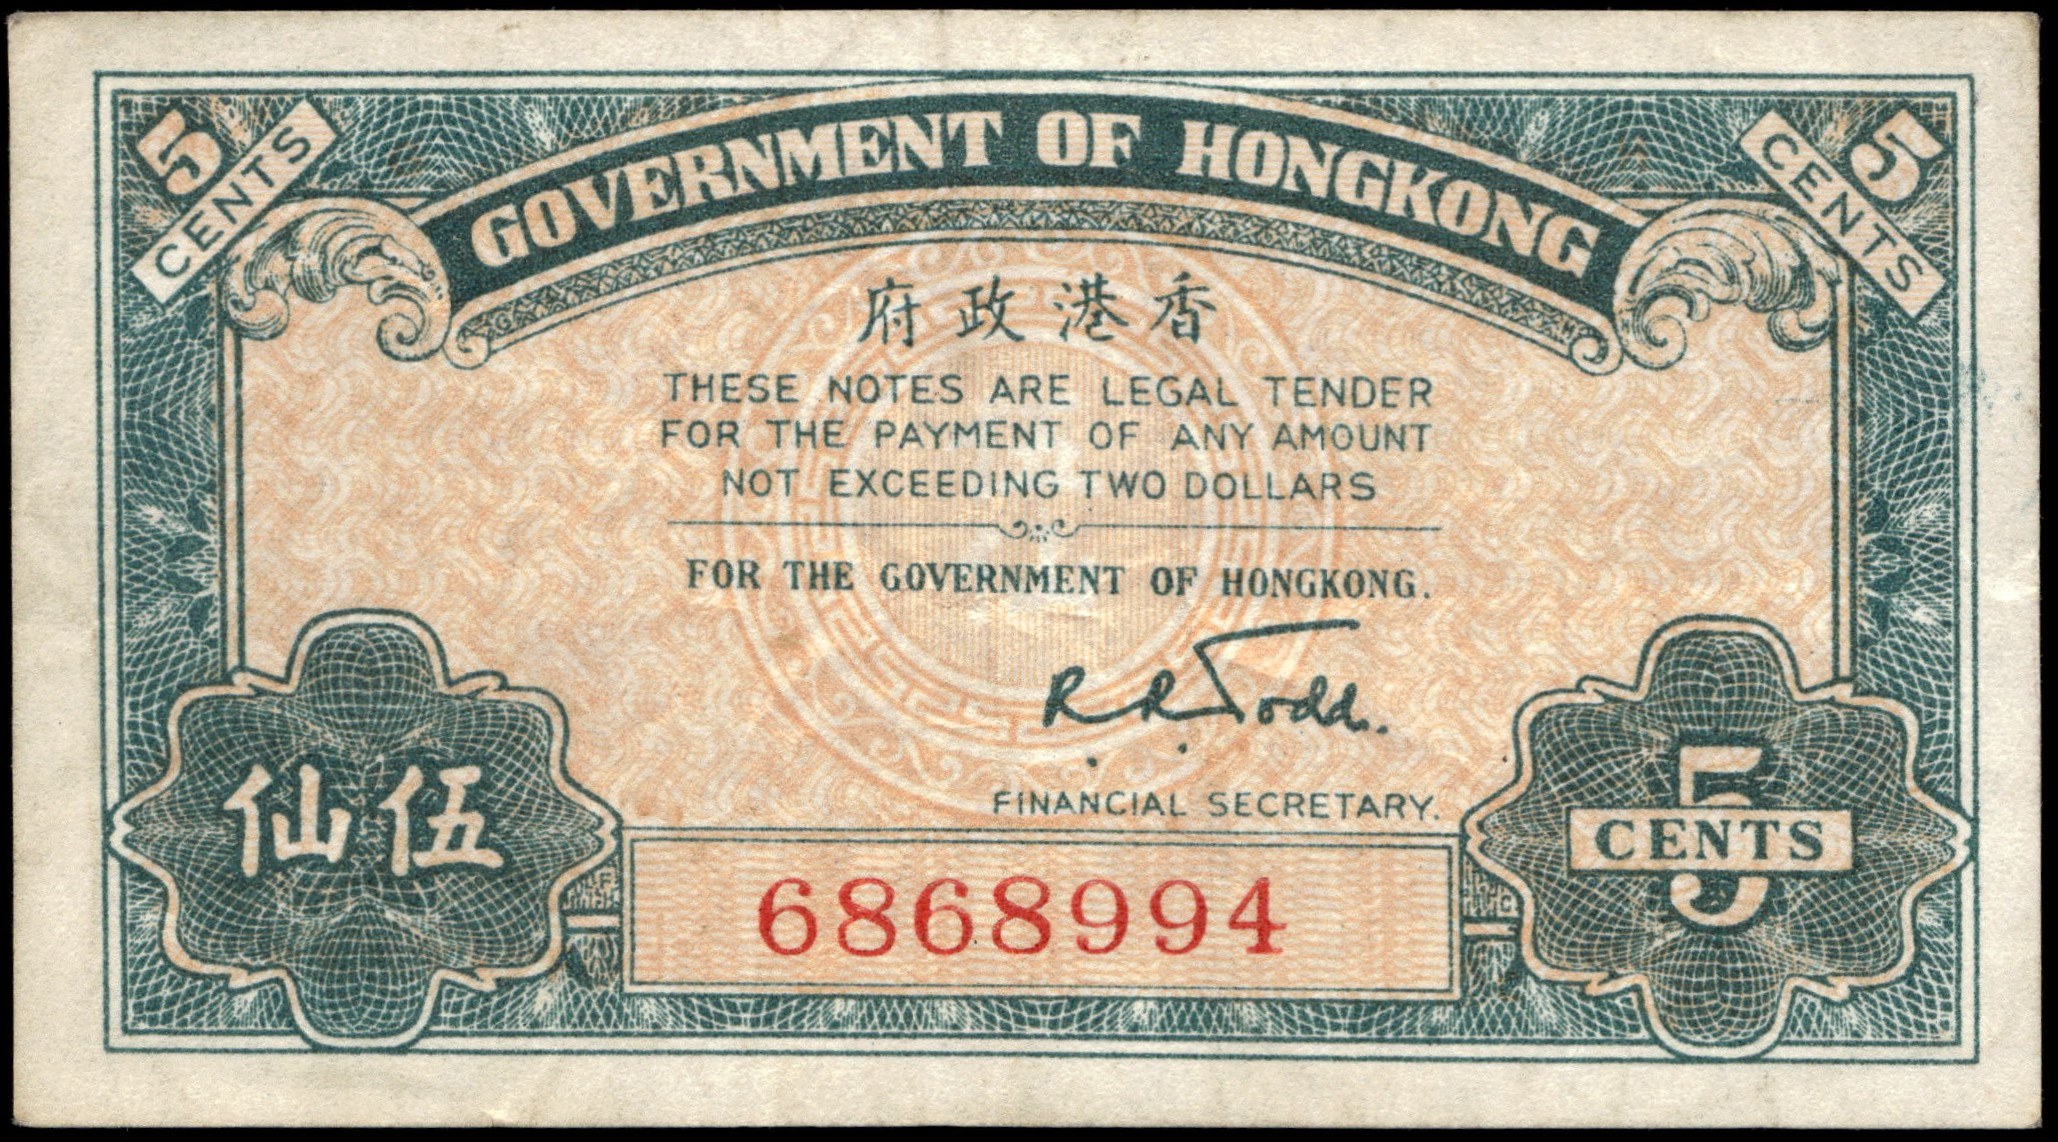 5 CENTS
5 CENTS
GOVERNMENT OF HONGKONG
香港政府
THESE NOTES ARE LEGAL TENDER
FOR THE PAYMENT OF ANY AMOUNT
NOT EXCEEDING TWO DOLLARS
FOR THE GOVERNMENT OF HONGKONG.
R. R. Todd.
FINANCIAL SECRETARY.
伍仙
5 CENTS
6868994